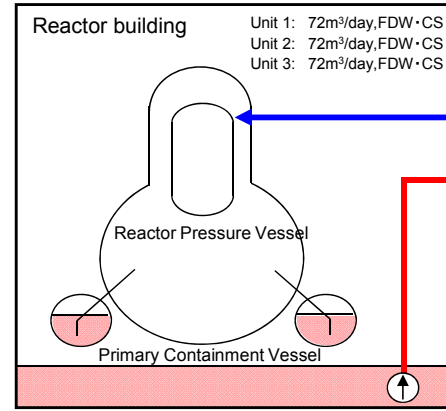 Reactor building
Unit 1: 72m³/day,FDW・CS
Unit 2: 72m³/day,FDW・CS
Unit 3: 72m³/day,FDW・CS
Reactor Pressure Vessel
Primary Containment Vessel